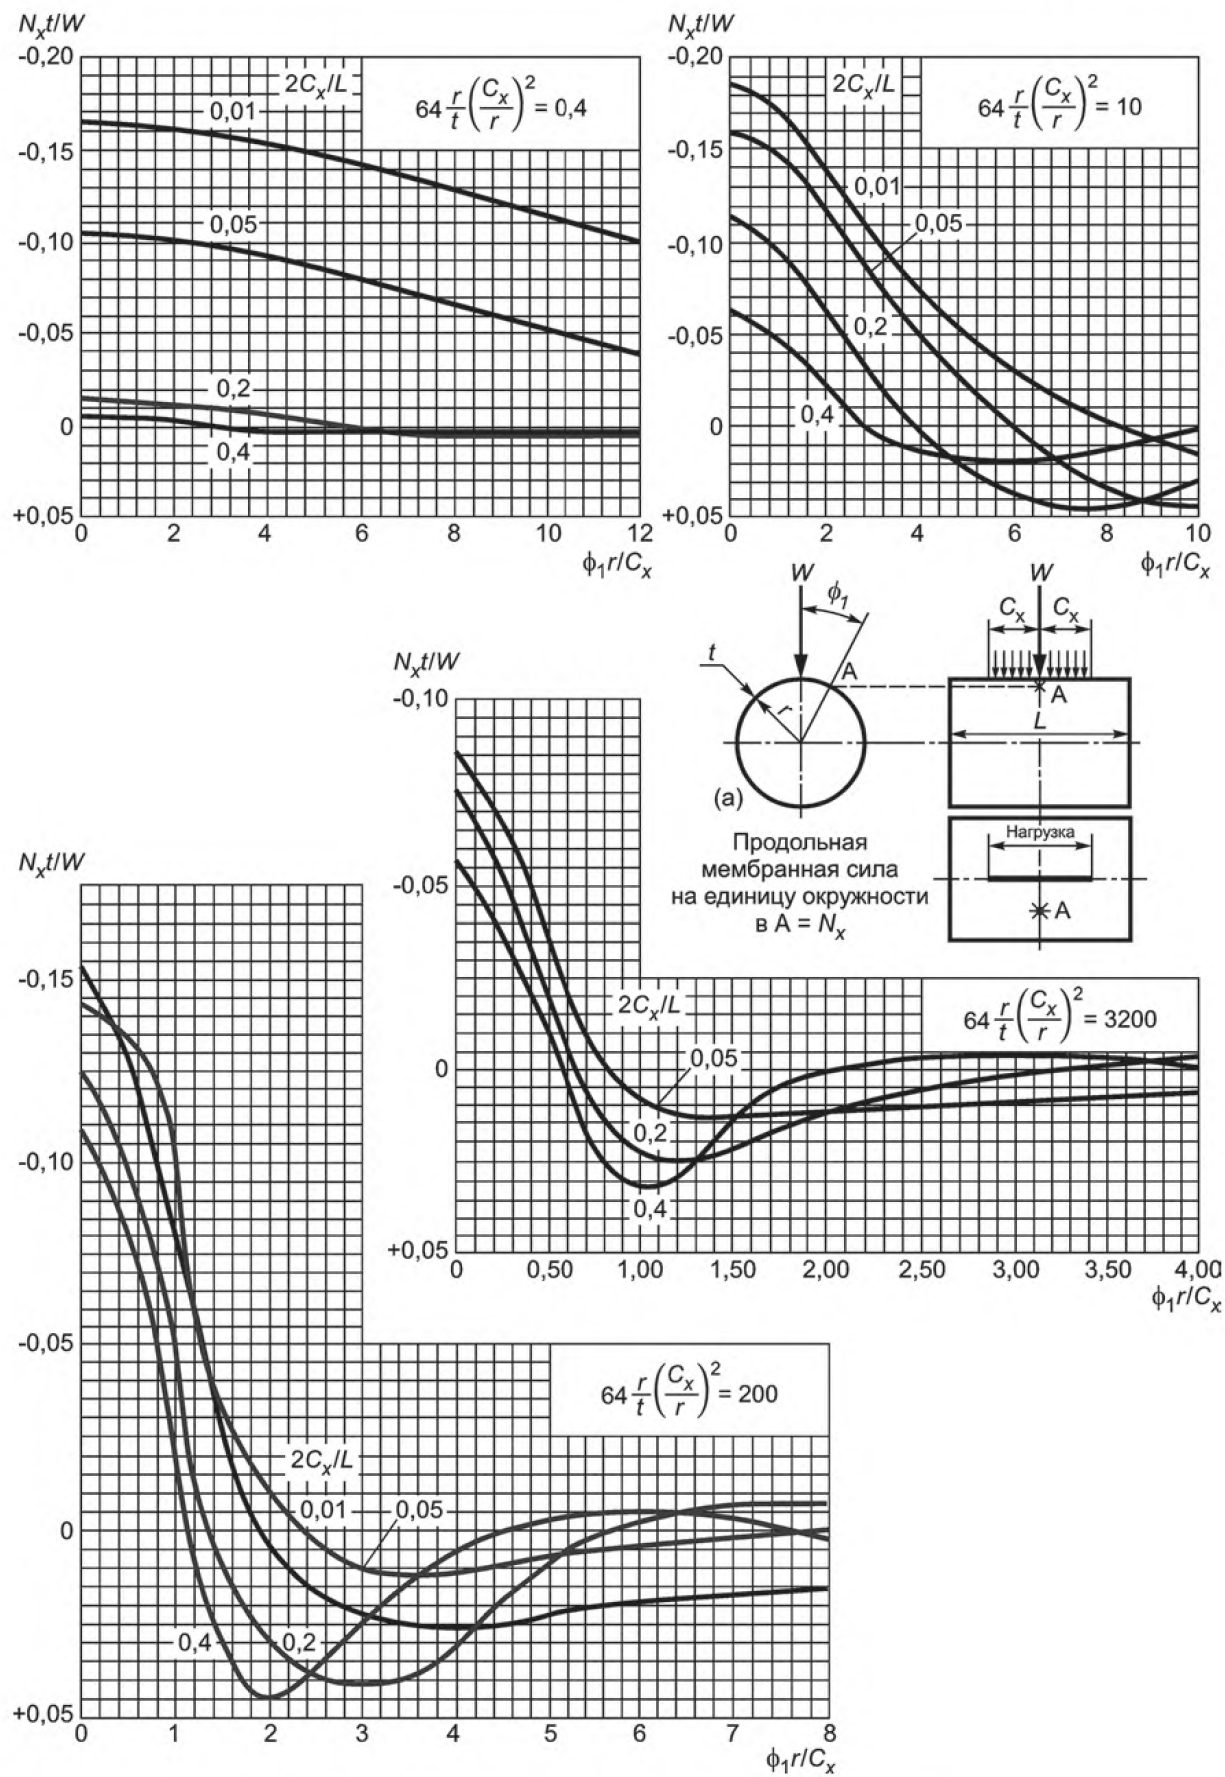 Nₓt/W
-0,20
-0,15
-0,10
-0,05
0
+0,05
2Cₓ/L
64 r/t (Cₓ/r)² = 0,4
0,01
0,05
0,2
0,4
0 2 4 6 8 10 12
ϕ₁r/Cₓ
Nₓt/W
-0,20
-0,15
-0,10
-0,05
0
+0,05
2Cₓ/L
64 r/t (Cₓ/r)² = 10
0,01
0,05
0,2
0,4
0 2 4 6 8 10
ϕ₁r/Cₓ
W
ϕ₁
t
r
A
(a)
W
Cₓ Cₓ
A
L
Нагрузка
A
Продольная
мембранная сила
на единицу окружности
в A = Nₓ
Nₓt/W
-0,10
-0,05
0
+0,05
2Cₓ/L
64 r/t (Cₓ/r)² = 3200
0,05
0,2
0,4
0 0,50 1,00 1,50 2,00 2,50 3,00 3,50 4,00
ϕ₁r/Cₓ
Nₓt/W
-0,15
-0,10
-0,05
0
+0,05
64 r/t (Cₓ/r)² = 200
2Cₓ/L
0,01
0,05
0,4
0,2
0 1 2 3 4 5 6 7 8
ϕ₁r/Cₓ